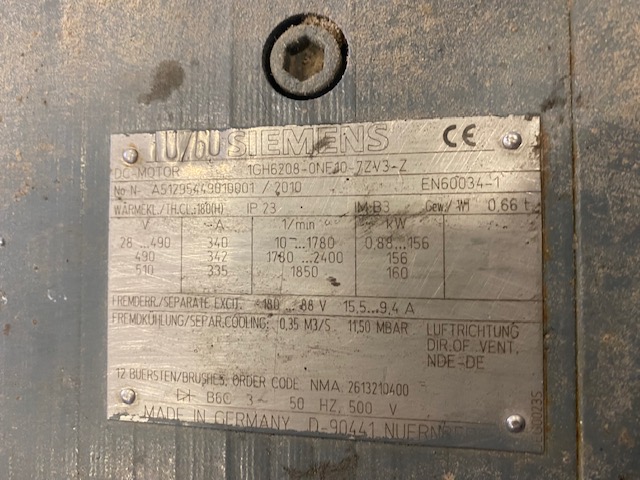 SIEMENS CE
DC-MOTOR 1GH6208-0NF40-7ZV3-Z
No N- A51295449010001 / 2010 EN60034-1
WÄRMEKL./TH.CL.:180(H) IP 23 IM B3 Gew./WT 0,66 t
V A 1/min kW
28 ...490 340 10 ...1780 0,88 ...156
490 342 1780 ...2400 156
510 335 1850 160
FREMDERR./SEPARATE EXCIT. 180 ... 88 V 15,5...9,4 A
FREMDKÜHLUNG/SEPAR.COOLING: 0,35 M3/S 11,50 MBAR LUFTRICHTUNG
DIR.OF VENT.
NDE-DE
12 BUERSTEN/BRUSHES, ORDER CODE NMA 2613210400
B6C 3~ 50 HZ, 500 V
MADE IN GERMANY D-90441